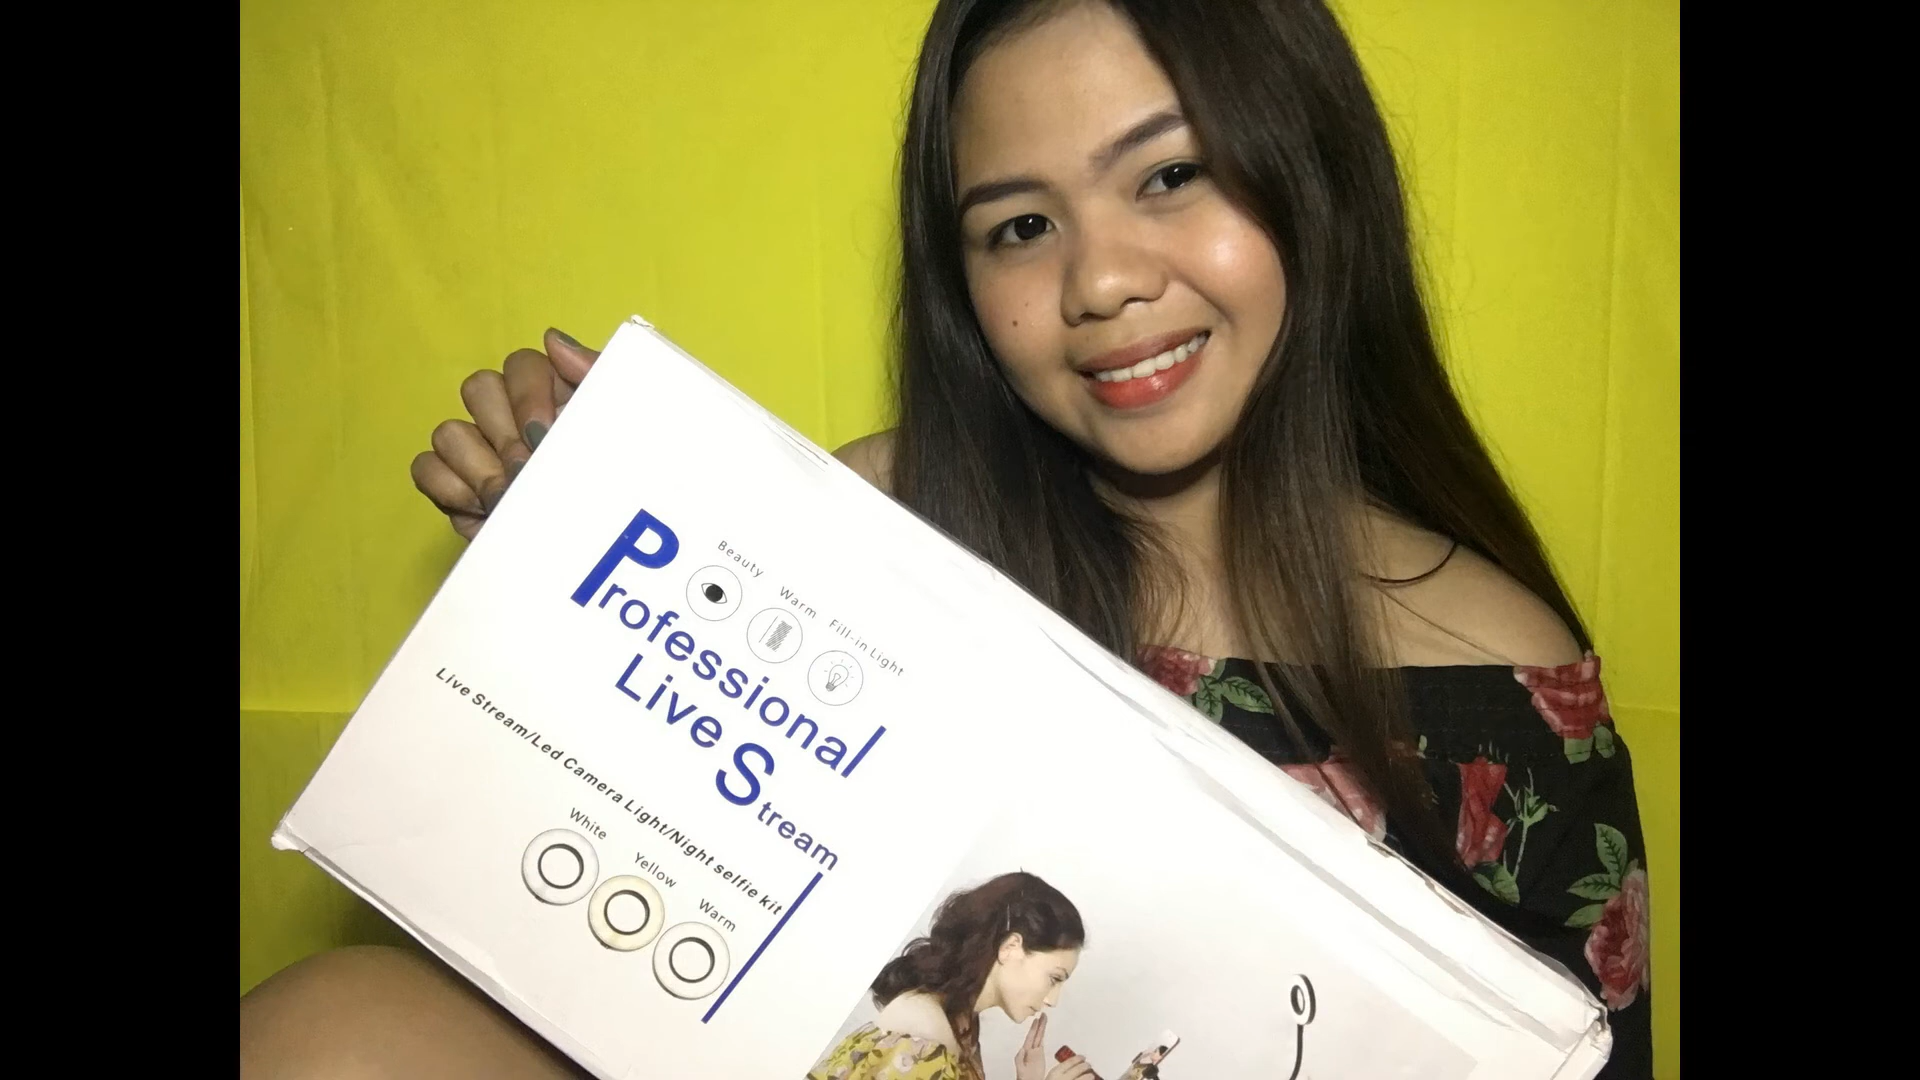 Beauty
Warm
Fill-in Light
Professional
Live Stream
Live Stream/Led Camera Light/Night selfie kit
White
Yellow
Warm